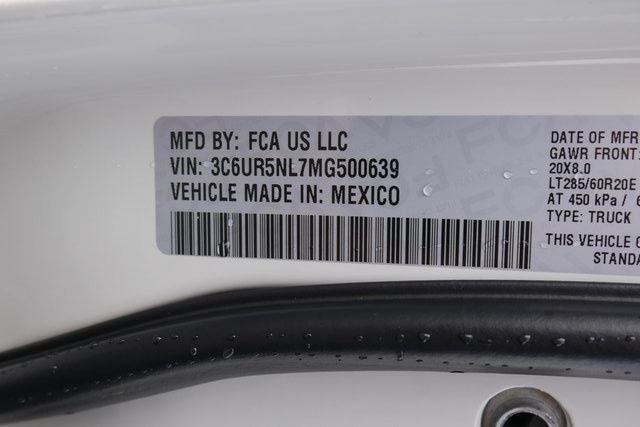 MFD BY: FCA US LLC
VIN: 3C6UR5NL7MG500639
VEHICLE MADE IN: MEXICO
DATE OF MFR
GAWR FRONT:
20X8.0
LT285/60R20E
AT 450 kPa / 6
TYPE: TRUCK
THIS VEHICLE
STANDA